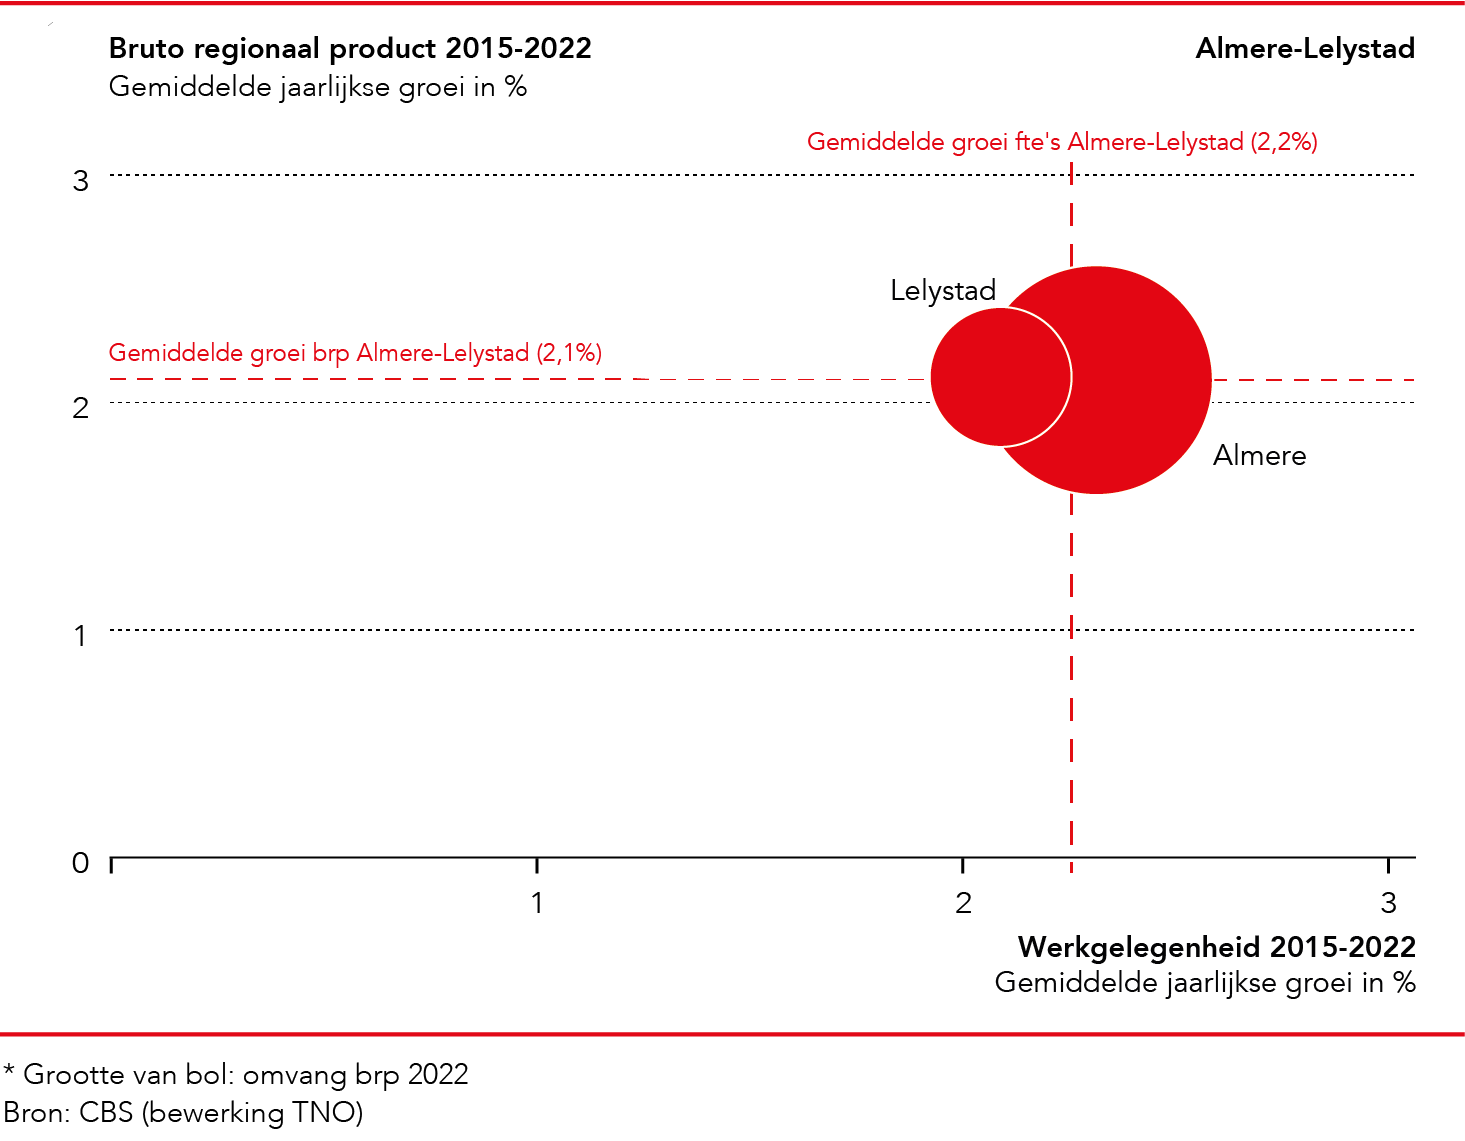 Bruto regionaal product 2015-2022
Almere-Lelystad
Gemiddelde jaarlijkse groei in %
Gemiddelde groei fte's Almere-Lelystad (2,2%)
3
Lelystad
Gemiddelde groei brp Almere-Lelystad (2,1%)
2
Almere
1
0
1
2
3
Werkgelegenheid 2015-2022
Gemiddelde jaarlijkse groei in %
* Grootte van bol: omvang brp 2022
Bron: CBS (bewerking TNO)